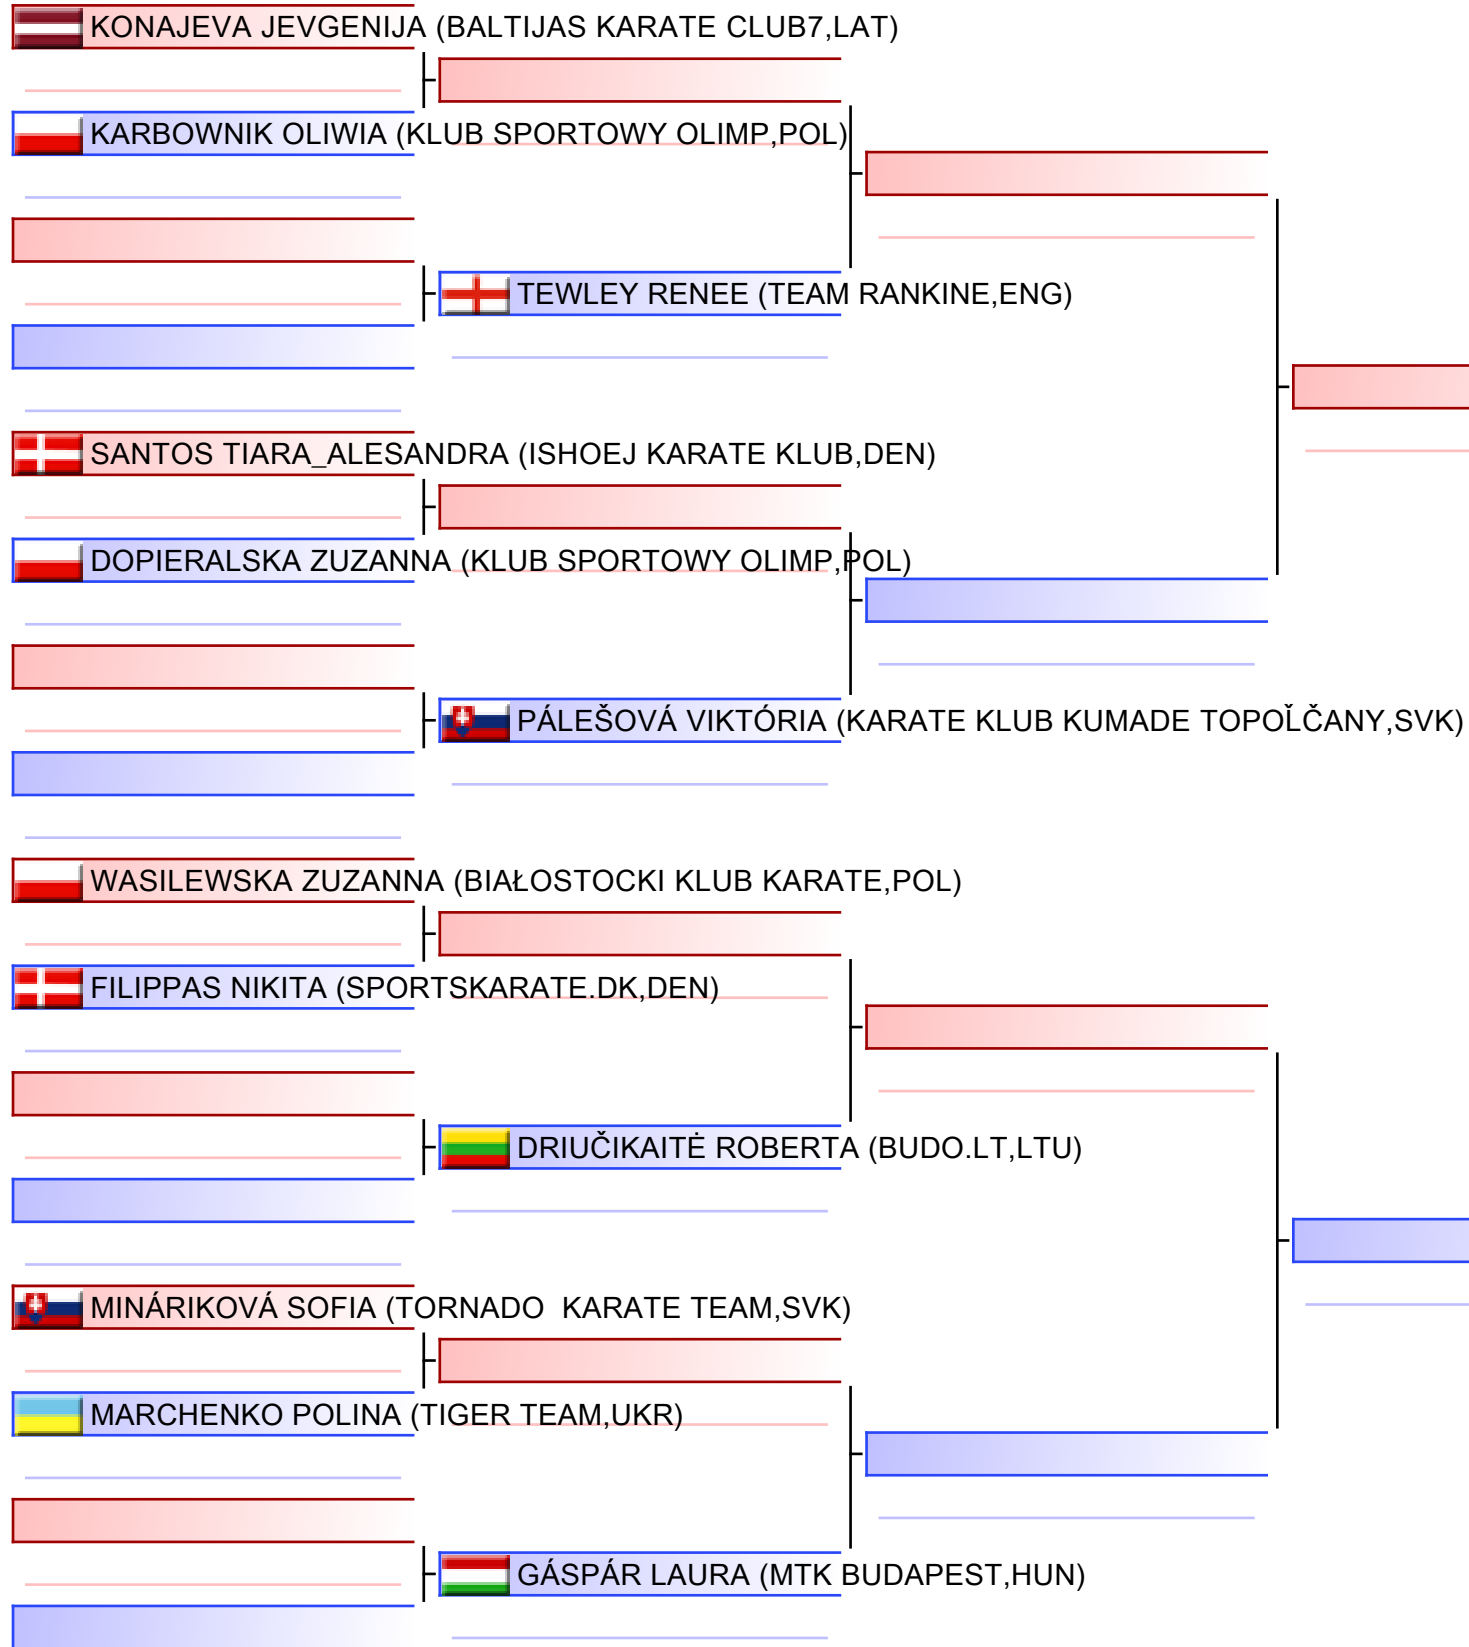 KONAJEVA JEVGENIJA (BALTIJAS KARATE CLUB7,LAT)
KARBOWNIK OLIWIA (KLUB SPORTOWY OLIMP,POL)
TEWLEY RENEE (TEAM RANKINE,ENG)
SANTOS TIARA_ALESANDRA (ISHOEJ KARATE KLUB,DEN)
DOPIERALSKA ZUZANNA (KLUB SPORTOWY OLIMP,POL)
PÁLEŠOVÁ VIKTÓRIA (KARATE KLUB KUMADE TOPOĽČANY,SVK)
WASILEWSKA ZUZANNA (BIAŁOSTOCKI KLUB KARATE,POL)
FILIPPAS NIKITA (SPORTSKARATE.DK,DEN)
DRIUČIKAITĖ ROBERTA (BUDO.LT,LTU)
MINÁRIKOVÁ SOFIA (TORNADO  KARATE TEAM,SVK)
MARCHENKO POLINA (TIGER TEAM,UKR)
GÁSPÁR LAURA (MTK BUDAPEST,HUN)